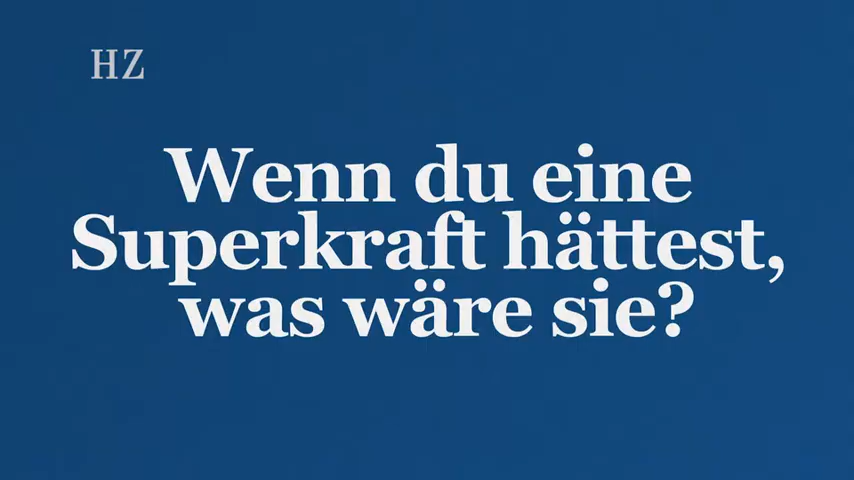 HZ
Wenn du eine
Superkraft hättest,
was wäre sie?